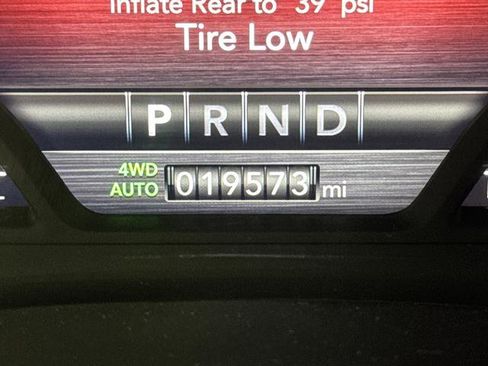 Inflate Rear to 39 psi
Tire Low
P R N D
4WD
AUTO 019573 mi